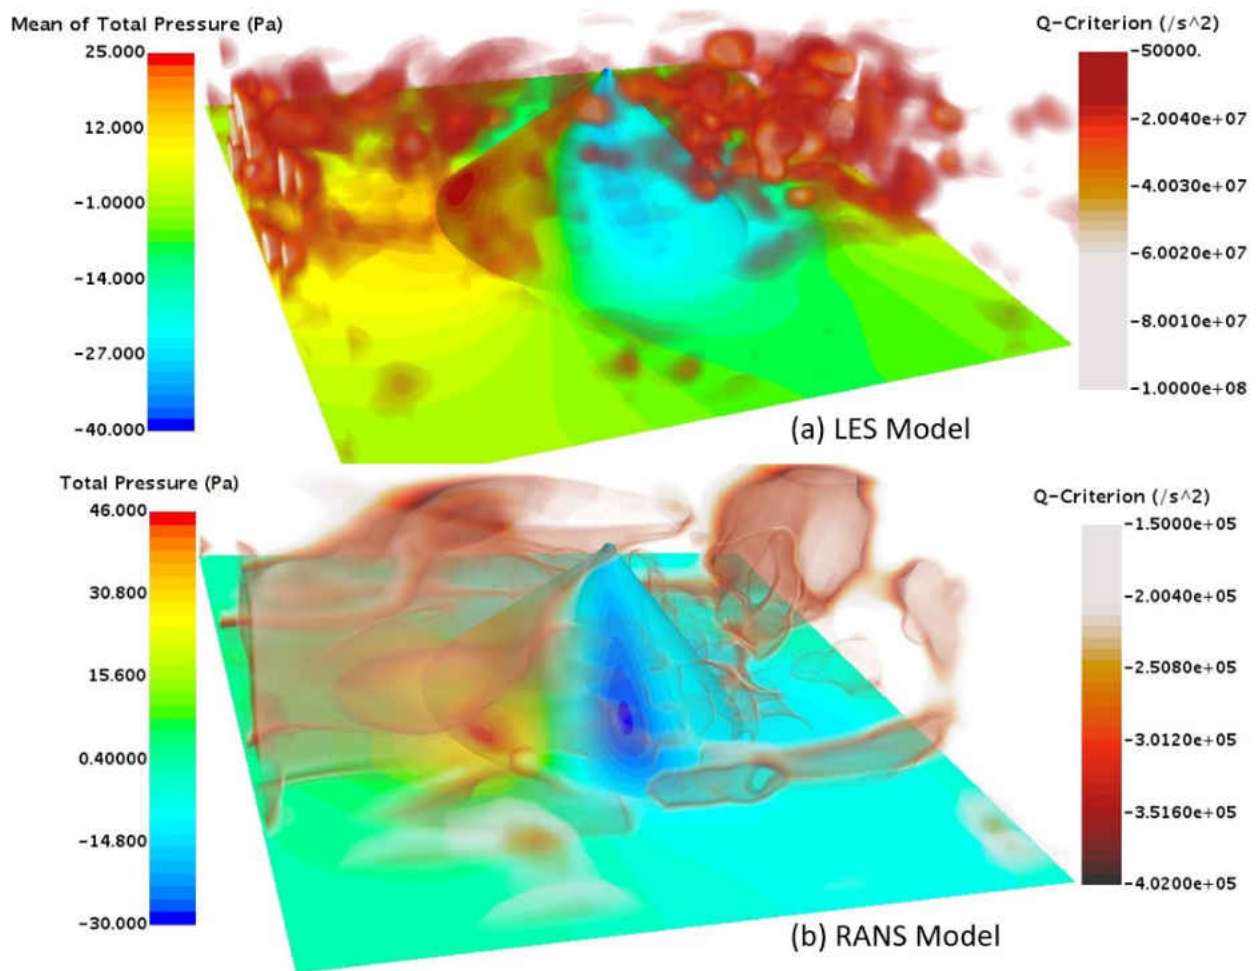 Mean of Total Pressure (Pa)
25.000
12.000
-1.0000
-14.000
-27.000
-40.000
Q-Criterion (/s^2)
-50000.
-2.0040e+07
-4.0030e+07
-6.0020e+07
-8.0010e+07
-1.0000e+08
(a) LES Model
Total Pressure (Pa)
46.000
30.800
15.600
0.40000
-14.800
-30.000
Q-Criterion (/s^2)
-1.5000e+05
-2.0040e+05
-2.5080e+05
-3.0120e+05
-3.5160e+05
-4.0200e+05
(b) RANS Model